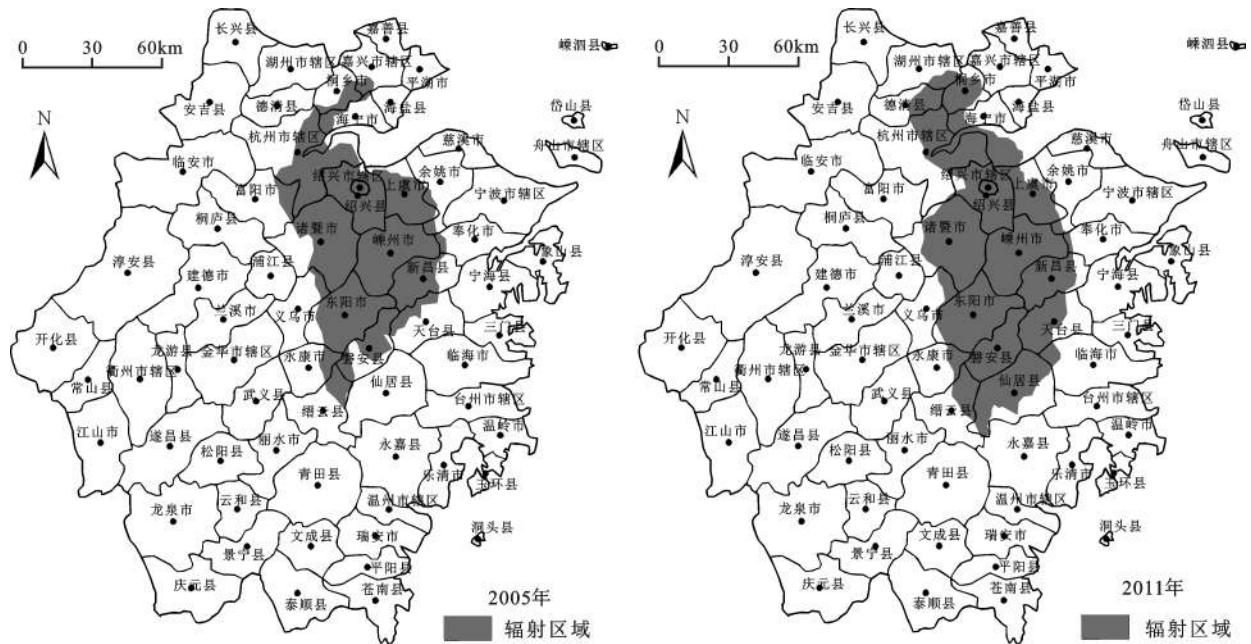 0 30 60km
N
长兴县
嘉善县
嵊泗县
湖州市辖区
嘉兴市辖区
桐乡市
平湖市
安吉县
德清县
海盐县
海宁市
岱山县
杭州市辖区
慈溪市
舟山市辖区
临安市
绍兴市辖区
余姚市
富阳市
上虞市
宁波市辖区
绍兴县
桐庐县
诸暨市
嵊州市
奉化市
象山县
淳安县
建德市
浦江县
新昌县
宁海县
兰溪市
义乌市
东阳市
天台县
三门县
开化县
龙游县
金华市辖区
永康市
磐安县
临海市
常山县
衢州市辖区
武义县
仙居县
缙云县
台州市辖区
江山市
遂昌县
松阳县
丽水市
永嘉县
温岭市
青田县
乐清市
玉环县
龙泉市
云和县
温州市辖区
洞头县
景宁县
文成县
瑞安市
平阳县
庆元县
泰顺县
苍南县
2005年
辐射区域
0 30 60km
N
长兴县
嘉善县
嵊泗县
湖州市辖区
嘉兴市辖区
桐乡市
平湖市
安吉县
德清县
海盐县
海宁市
岱山县
杭州市辖区
慈溪市
舟山市辖区
临安市
绍兴市辖区
余姚市
富阳市
上虞市
宁波市辖区
绍兴县
桐庐县
诸暨市
嵊州市
奉化市
象山县
淳安县
建德市
浦江县
新昌县
宁海县
兰溪市
义乌市
东阳市
天台县
三门县
开化县
龙游县
金华市辖区
永康市
磐安县
临海市
常山县
衢州市辖区
武义县
仙居县
缙云县
台州市辖区
江山市
遂昌县
松阳县
丽水市
永嘉县
温岭市
青田县
乐清市
玉环县
龙泉市
云和县
温州市辖区
洞头县
景宁县
文成县
瑞安市
平阳县
庆元县
泰顺县
苍南县
2011年
辐射区域